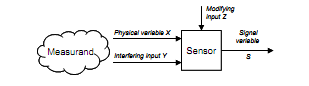 Modifying
input Z
Physical variable X
Signal
variable
Measurand
Sensor
Interfering input Y
S